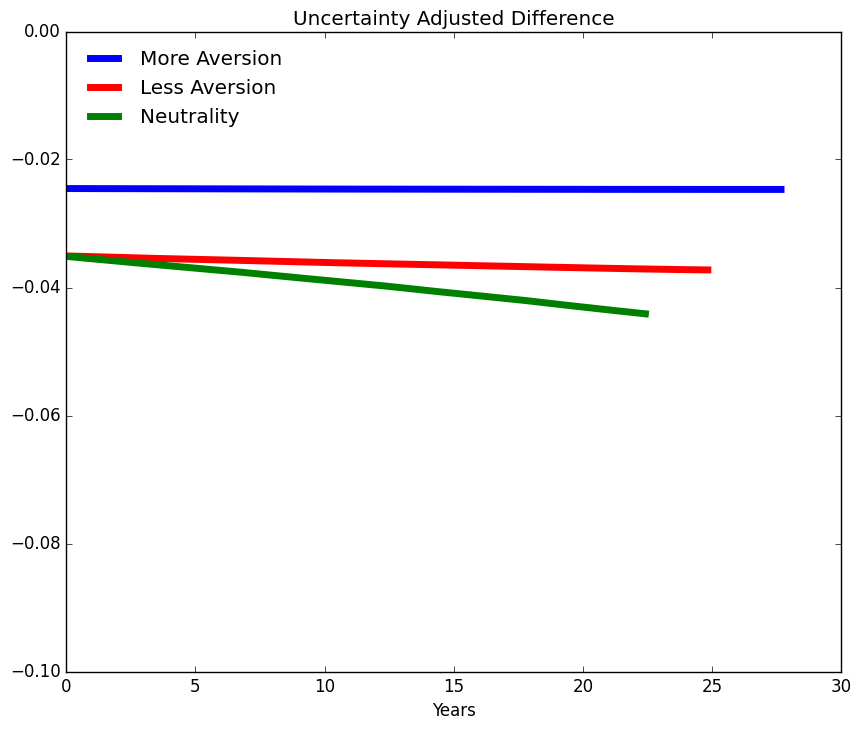 Uncertainty Adjusted Difference
0.00
More Aversion
Less Aversion
Neutrality
−0.02
−0.04
−0.06
−0.08
−0.10
0 5 10 15 20 25 30
Years